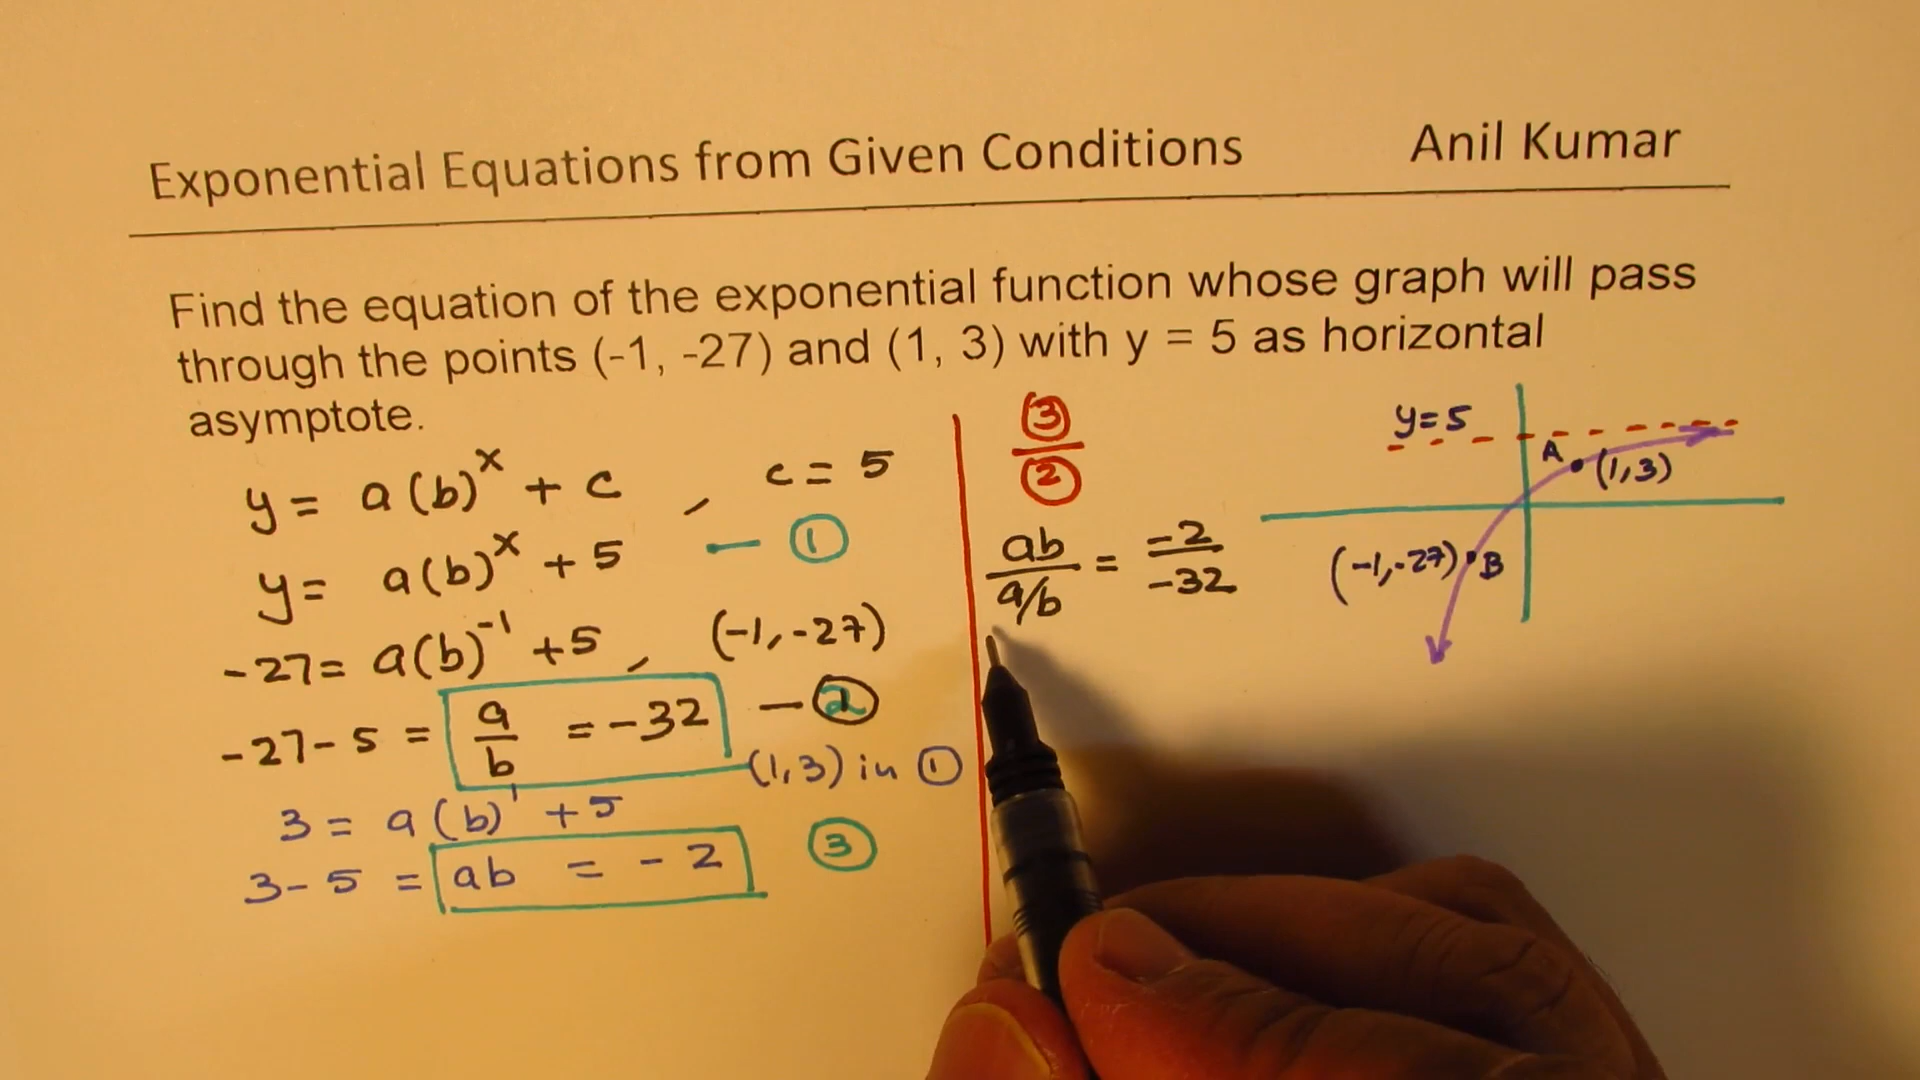 Exponential Equations from Given Conditions Anil Kumar
Find the equation of the exponential function whose graph will pass
through the points (-1, -27) and (1, 3) with y = 5 as horizontal
asymptote.
y = a(b)^x + c , c = 5
y = a(b)^x + 5 — ①
-27 = a(b)^-1 + 5 , (-1, -27)
-27 - 5 = a/b = -32 — ②
(1, 3) in ①
3 = a(b)^1 + 5
3 - 5 = ab = -2 ③
③/②
ab/(a/b) = -2/-32
y = 5
A (1, 3)
(-1, -27) B